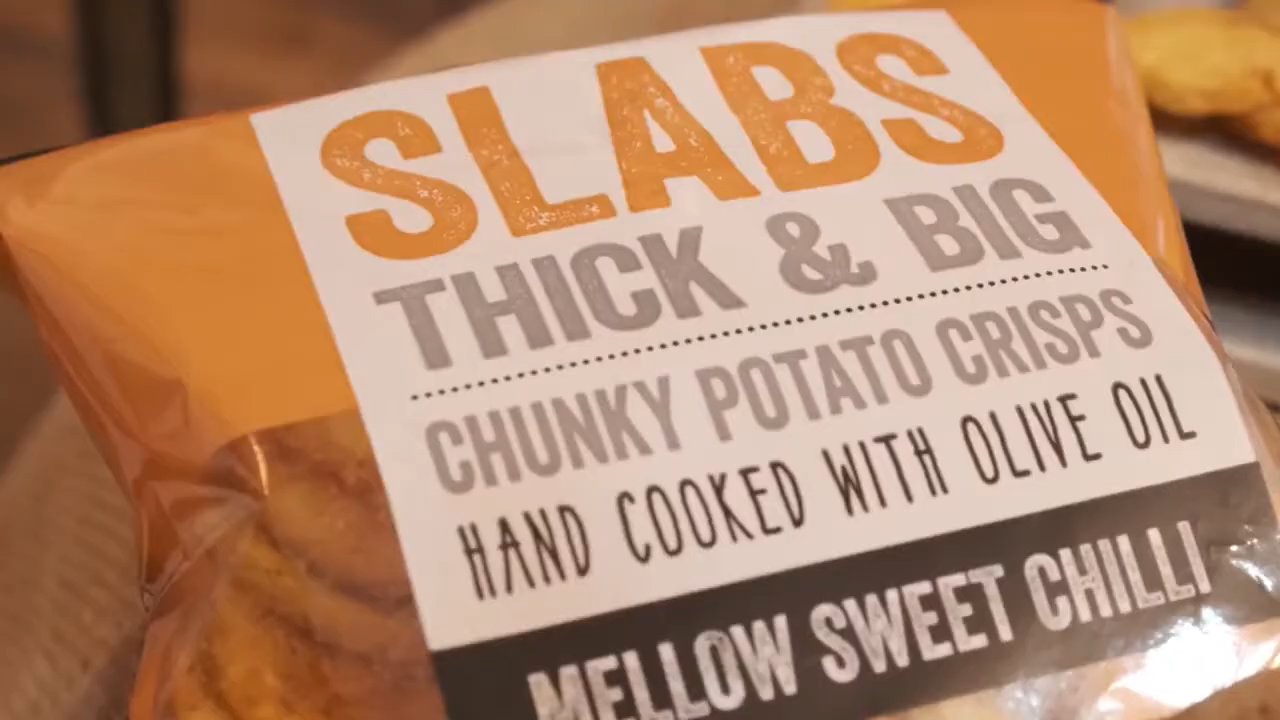 SLABS
THICK & BIG
CHUNKY POTATO CRISPS
HAND COOKED WITH OLIVE OIL
MELLOW SWEET CHILLI